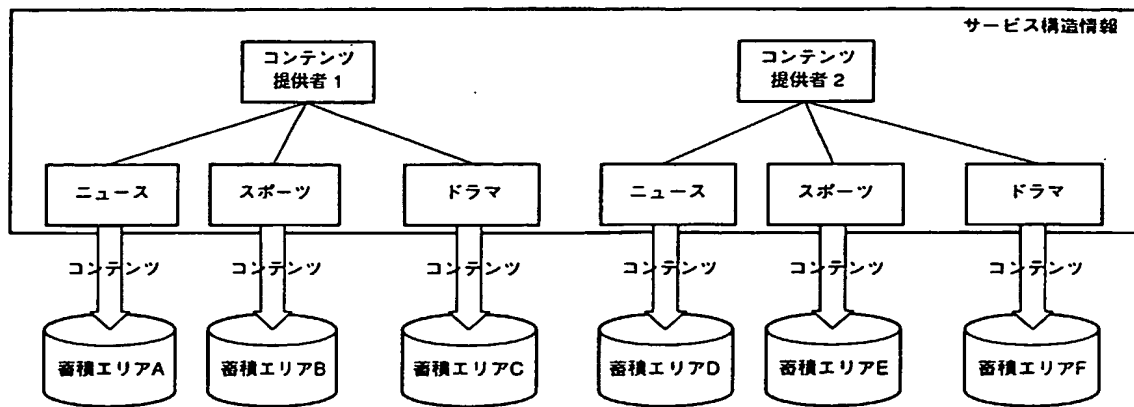 サービス構造情報
コンテンツ
提供者 1
コンテンツ
提供者 2
ニュース
スポーツ
ドラマ
ニュース
スポーツ
ドラマ
コンテンツ
コンテンツ
コンテンツ
コンテンツ
コンテンツ
コンテンツ
蓄積エリアA
蓄積エリアB
蓄積エリアC
蓄積エリアD
蓄積エリアE
蓄積エリアF